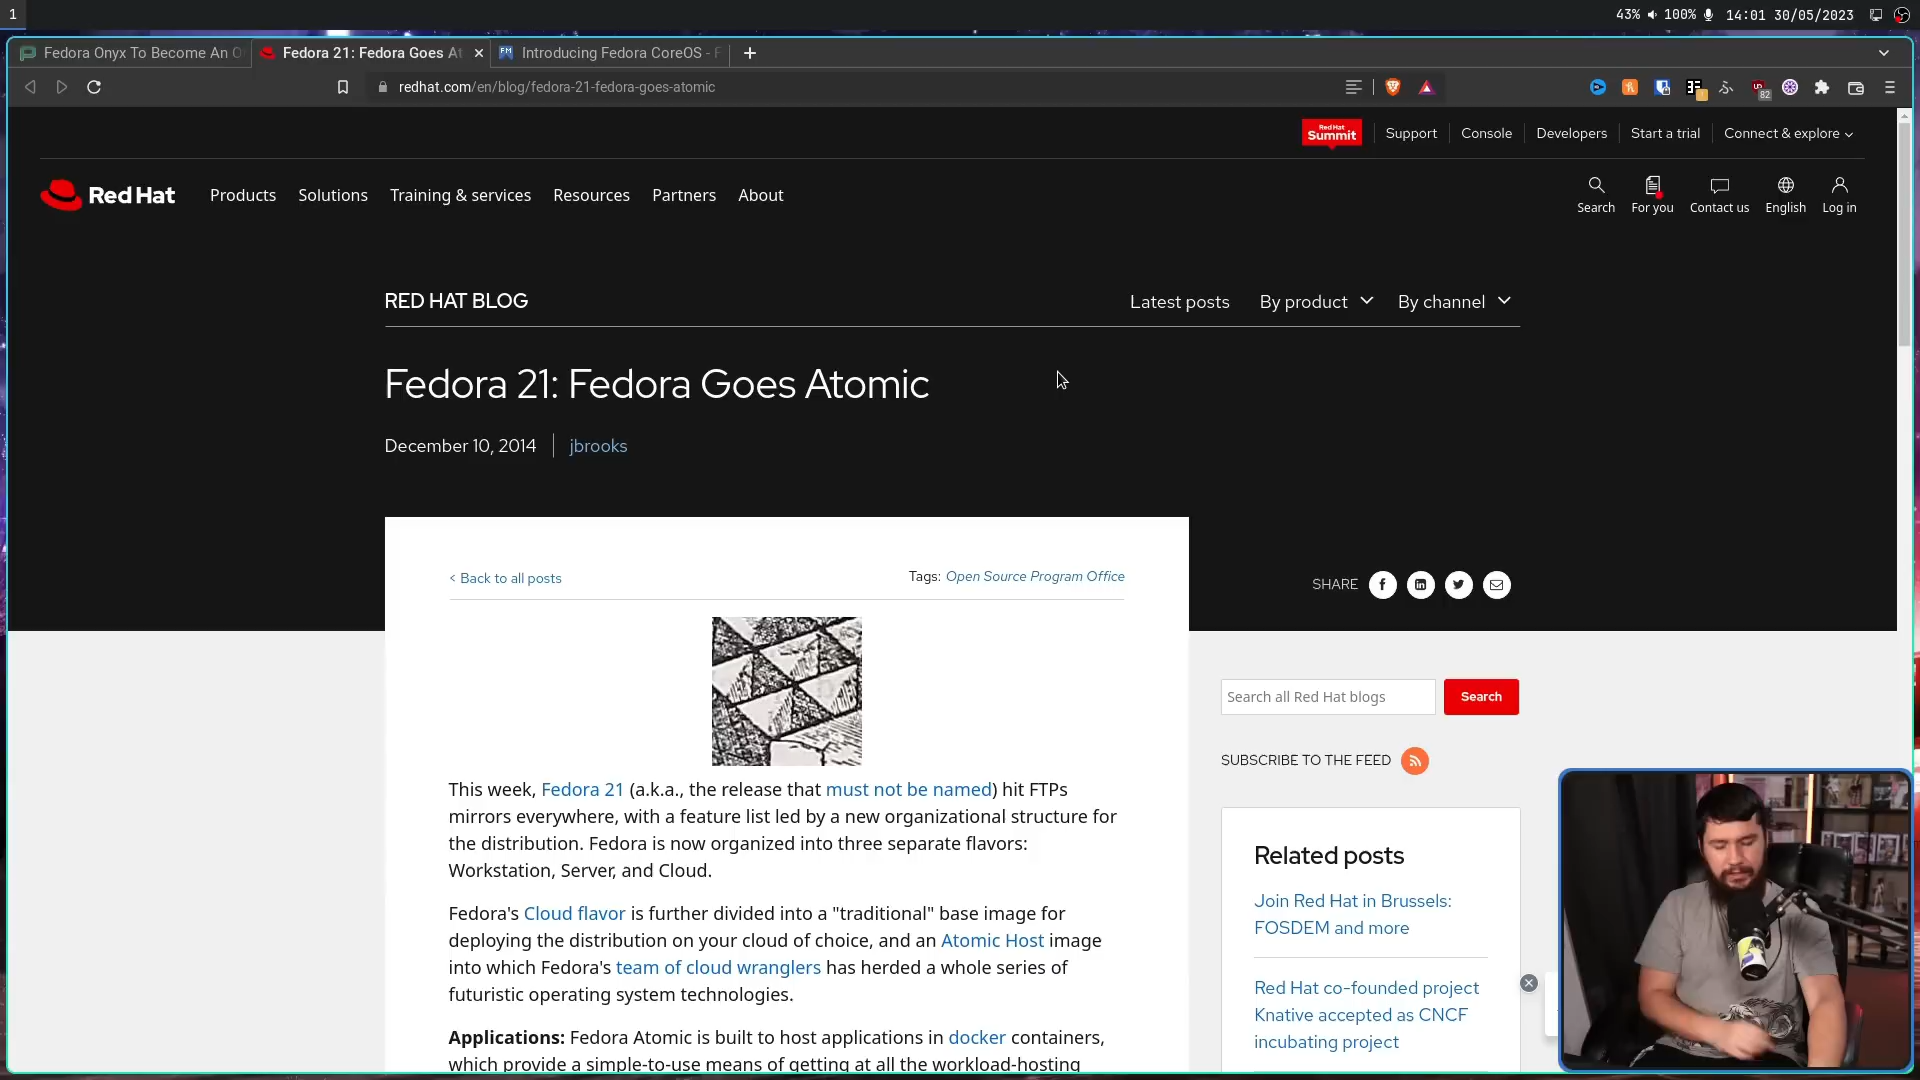 1
43% 100% 14:01 30/05/2023
Fedora Onyx To Become An O
Fedora 21: Fedora Goes At
Introducing Fedora CoreOS - F
redhat.com/en/blog/fedora-21-fedora-goes-atomic
82
Red Hat Summit
Support
Console
Developers
Start a trial
Connect & explore
Red Hat
Products
Solutions
Training & services
Resources
Partners
About
Search
For you
Contact us
English
Log in
RED HAT BLOG
Latest posts
By product
By channel
Fedora 21: Fedora Goes Atomic
December 10, 2014
jbrooks
< Back to all posts
Tags: Open Source Program Office
SHARE
This week, Fedora 21 (a.k.a., the release that must not be named) hit FTPs
mirrors everywhere, with a feature list led by a new organizational structure for
the distribution. Fedora is now organized into three separate flavors:
Workstation, Server, and Cloud.
Fedora's Cloud flavor is further divided into a "traditional" base image for
deploying the distribution on your cloud of choice, and an Atomic Host image
into which Fedora's team of cloud wranglers has herded a whole series of
futuristic operating system technologies.
Applications: Fedora Atomic is built to host applications in docker containers,
which provide a simple-to-use means of getting at all the workload-hosting
Search all Red Hat blogs
Search
SUBSCRIBE TO THE FEED
Related posts
Join Red Hat in Brussels:
FOSDEM and more
Red Hat co-founded project
Knative accepted as CNCF
incubating project